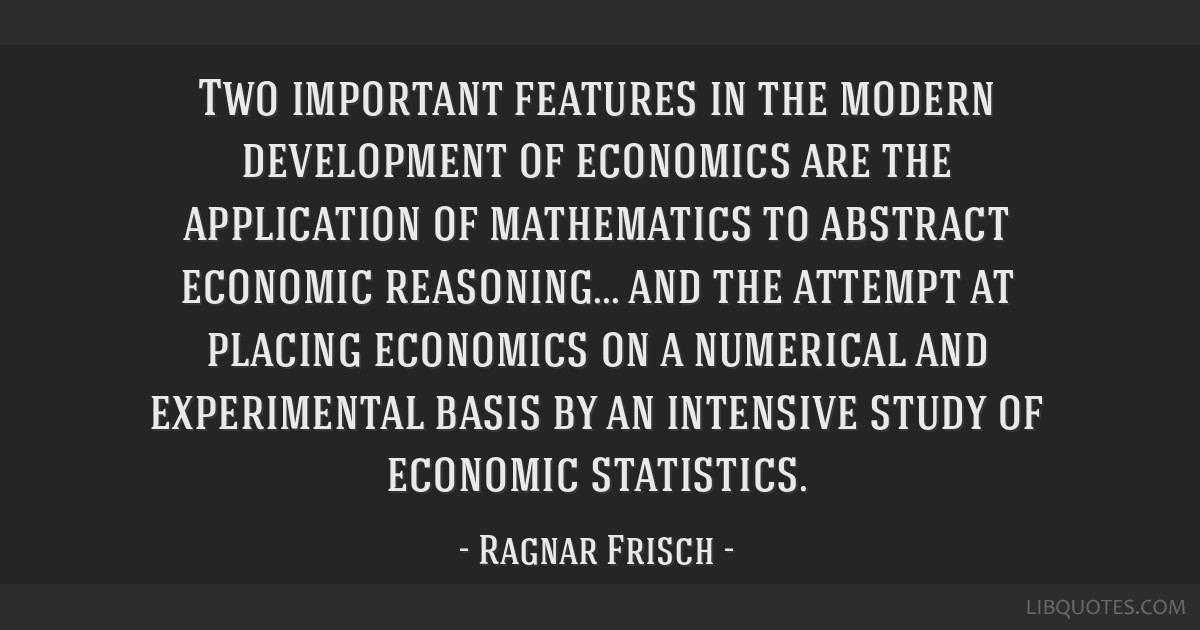 Two important features in the modern
development of economics are the
application of mathematics to abstract
economic reasoning... and the attempt at
placing economics on a numerical and
experimental basis by an intensive study of
economic statistics.
- Ragnar Frisch -
LIBQUOTES.COM